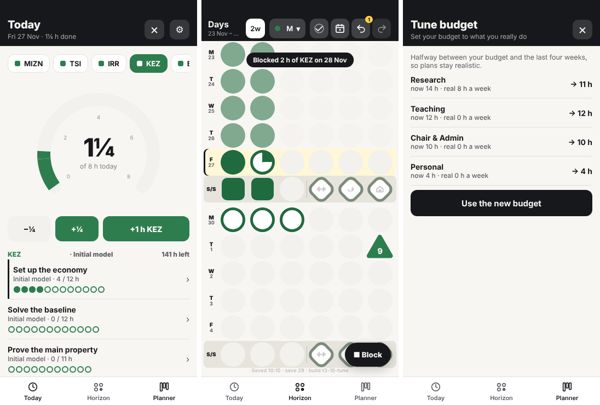 Today
Fri 27 Nov · 1¼ h done
MIZN
TSI
IRR
KEZ
E
0
2
4
6
8
1¼
of 8 h today
−¼
+¼
+1 h KEZ
KEZ
· Initial model
141 h left
Set up the economy
Initial model · 4 / 12 h
Solve the baseline
Initial model · 0 / 12 h
Prove the main property
Initial model · 0 / 11 h
Today
Horizon
Planner
Days
23 Nov – ...
2w
M ▾
1
Blocked 2 h of KEZ on 28 Nov
M
23
T
24
W
25
T
26
F
27
S/S
M
30
T
1
9
W
2
T
3
F
4
S/S
Block
Today
Horizon
Planner
Tune budget
Set your budget to what you really do
Halfway between your budget and the last four weeks,
so plans stay realistic.
Research
now 14 h · real 8 h a week
→ 11 h
Teaching
now 12 h · real 0 h a week
→ 12 h
Chair & Admin
now 10 h · real 0 h a week
→ 10 h
Personal
now 4 h · real 0 h a week
→ 4 h
Use the new budget
Today
Horizon
Planner